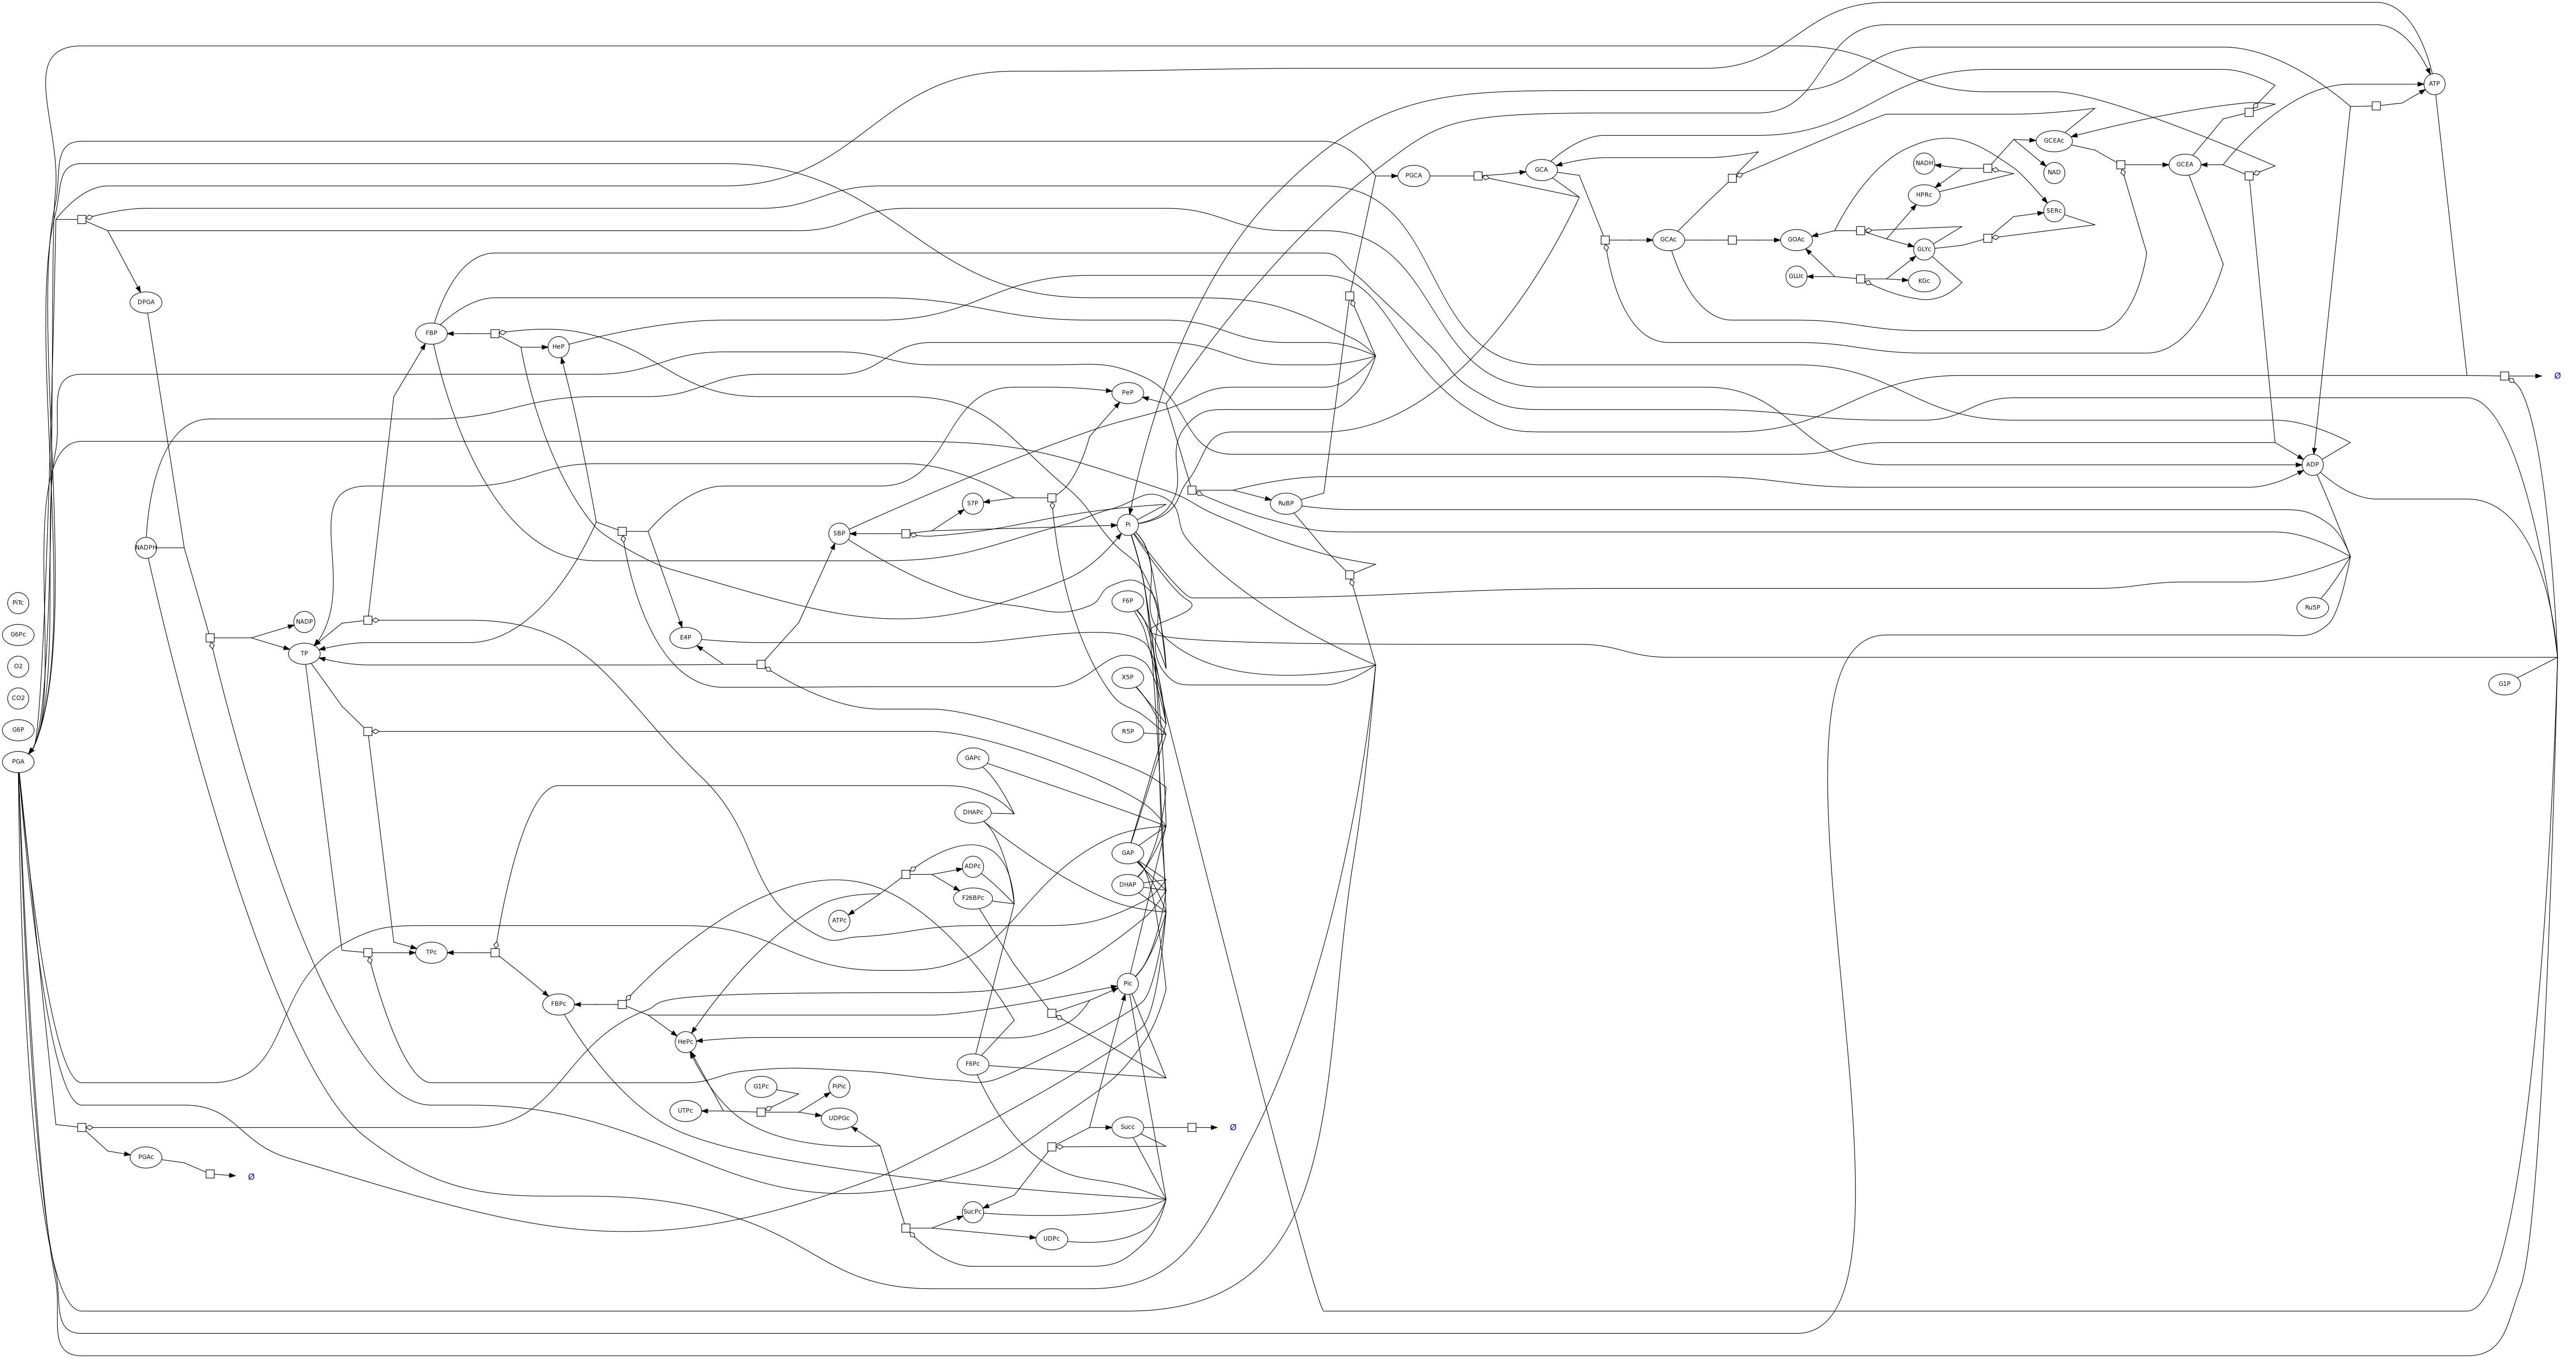 ATP
GCEAc
NADH
GCEA
GCA
NAD
PGCA
HPRc
SERc
GCAc
GOAc
GLYc
GLUc
KGc
DPGA
FBP
HeP
Ø
PeP
ADP
S7P
RuBP
Pi
SBP
NADPH
F6P
PiTc
Ru5P
NADP
G6Pc
E4P
TP
O2
X5P
G1P
CO2
G6P
R5P
GAPc
PGA
DHAPc
GAP
ADPc
DHAP
F26BPc
ATPc
TPc
Pic
FBPc
HePc
F6Pc
G1Pc
PiPic
UTPc
UDPGc
Succ
Ø
PGAc
Ø
SucPc
UDPc